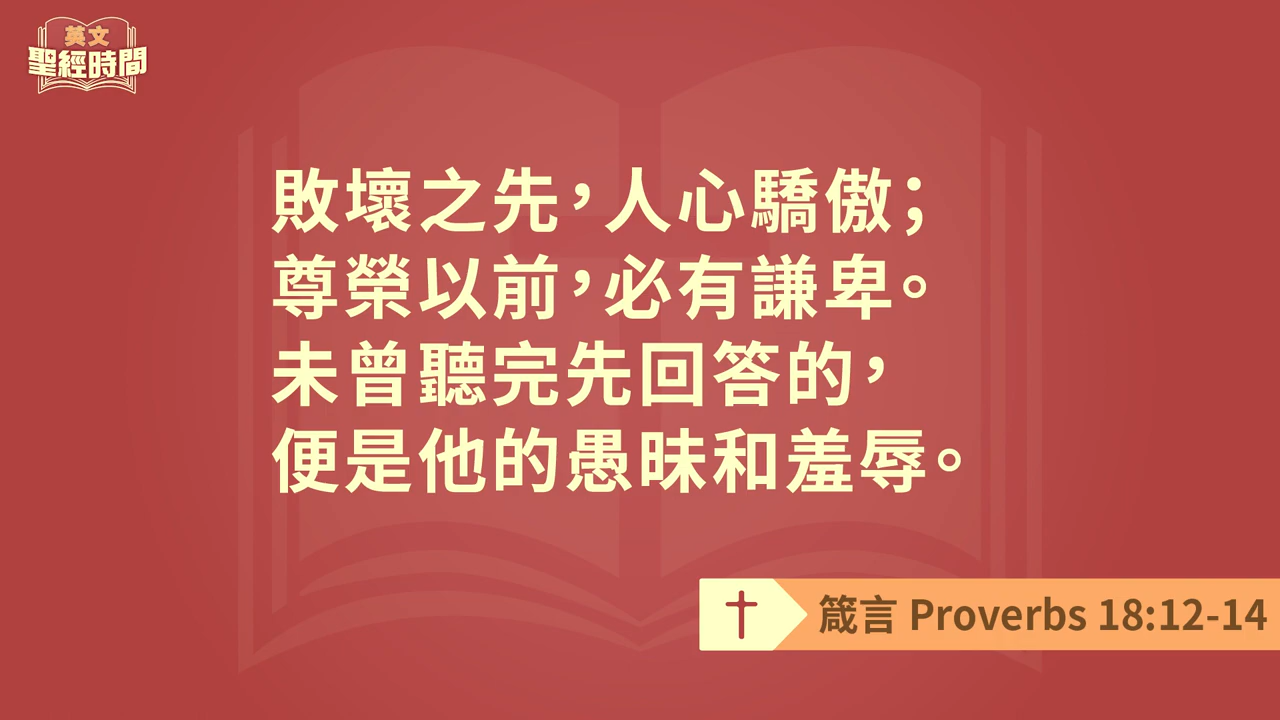 英文
聖經時間
敗壞之先，人心驕傲；
尊榮以前，必有謙卑。
未曾聽完先回答的，
便是他的愚昧和羞辱。
箴言 Proverbs 18:12-14